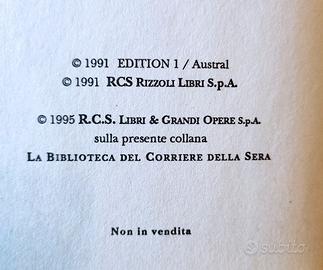 © 1991 EDITION 1 / Austral
© 1991 RCS RIZZOLI LIBRI S.p.A.
© 1995 R.C.S. LIBRI & GRANDI OPERE S.p.A.
sulla presente collana
LA BIBLIOTECA DEL CORRIERE DELLA SERA
Non in vendita
subito